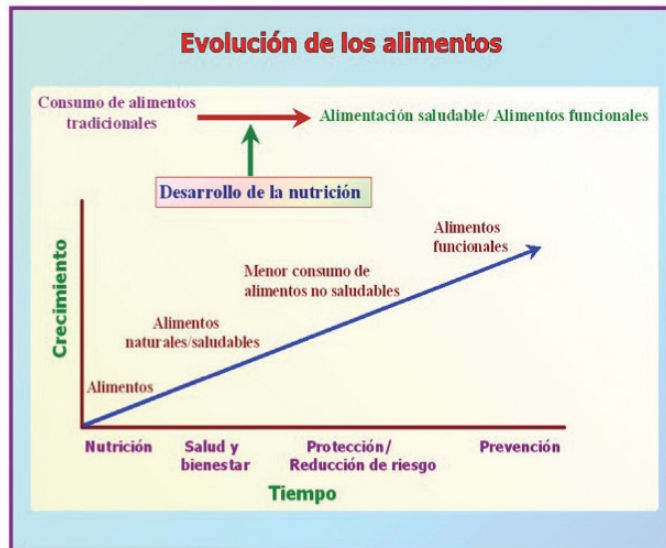 Evolución de los alimentos
Consumo de alimentos
tradicionales
Alimentación saludable/ Alimentos funcionales
Desarrollo de la nutrición
Crecimiento
Alimentos
funcionales
Menor consumo de
alimentos no saludables
Alimentos
naturales/saludables
Alimentos
Nutrición
Salud y
bienestar
Protección/
Reducción de riesgo
Prevención
Tiempo